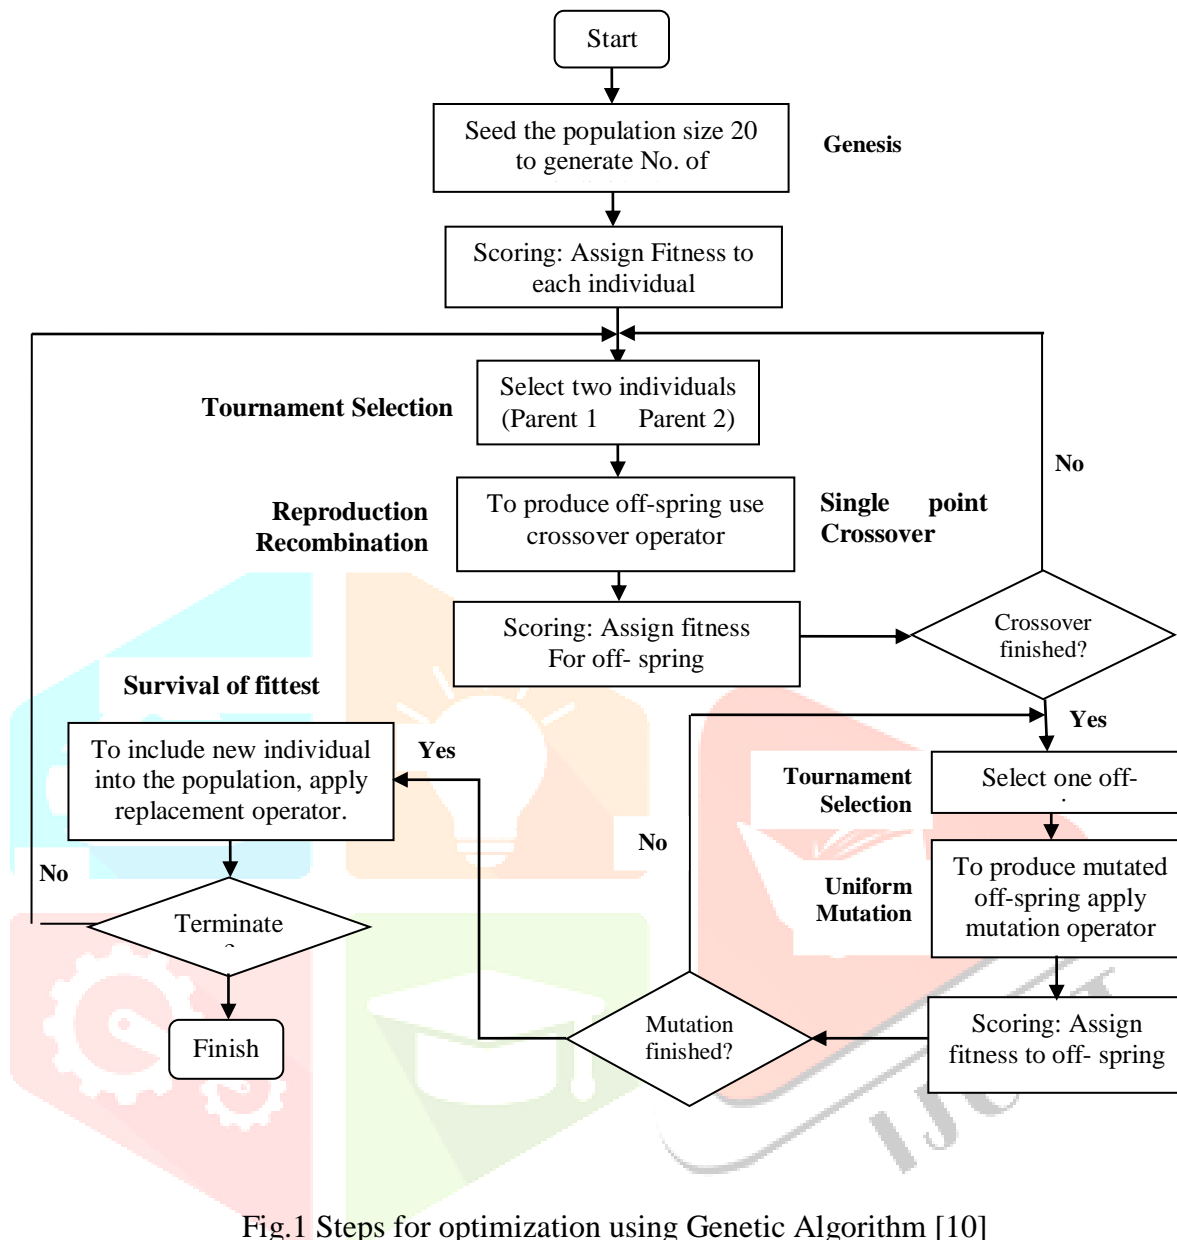 Start
Seed the population size 20
to generate No. of
Genesis
Scoring: Assign Fitness to
each individual
Tournament Selection
Select two individuals
(Parent 1 Parent 2)
No
Reproduction
Recombination
To produce off-spring use
crossover operator
Single point
Crossover
Scoring: Assign fitness
For off- spring
Crossover
finished?
Survival of fittest
Yes
To include new individual
into the population, apply
replacement operator.
Yes
Tournament
Selection
Select one off-
No
Uniform
Mutation
To produce mutated
off-spring apply
mutation operator
No
Terminate
Mutation
finished?
Scoring: Assign
fitness to off- spring
Finish
Fig.1 Steps for optimization using Genetic Algorithm [10]